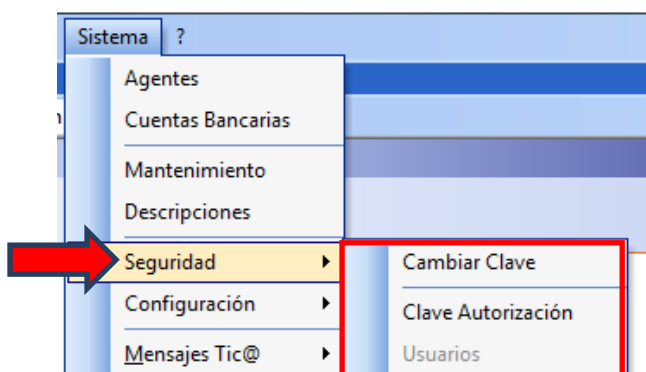 Sistema ?
Agentes
Cuentas Bancarias
Mantenimiento
Descripciones
Seguridad
Configuración
Mensajes Tic@
Cambiar Clave
Clave Autorización
Usuarios